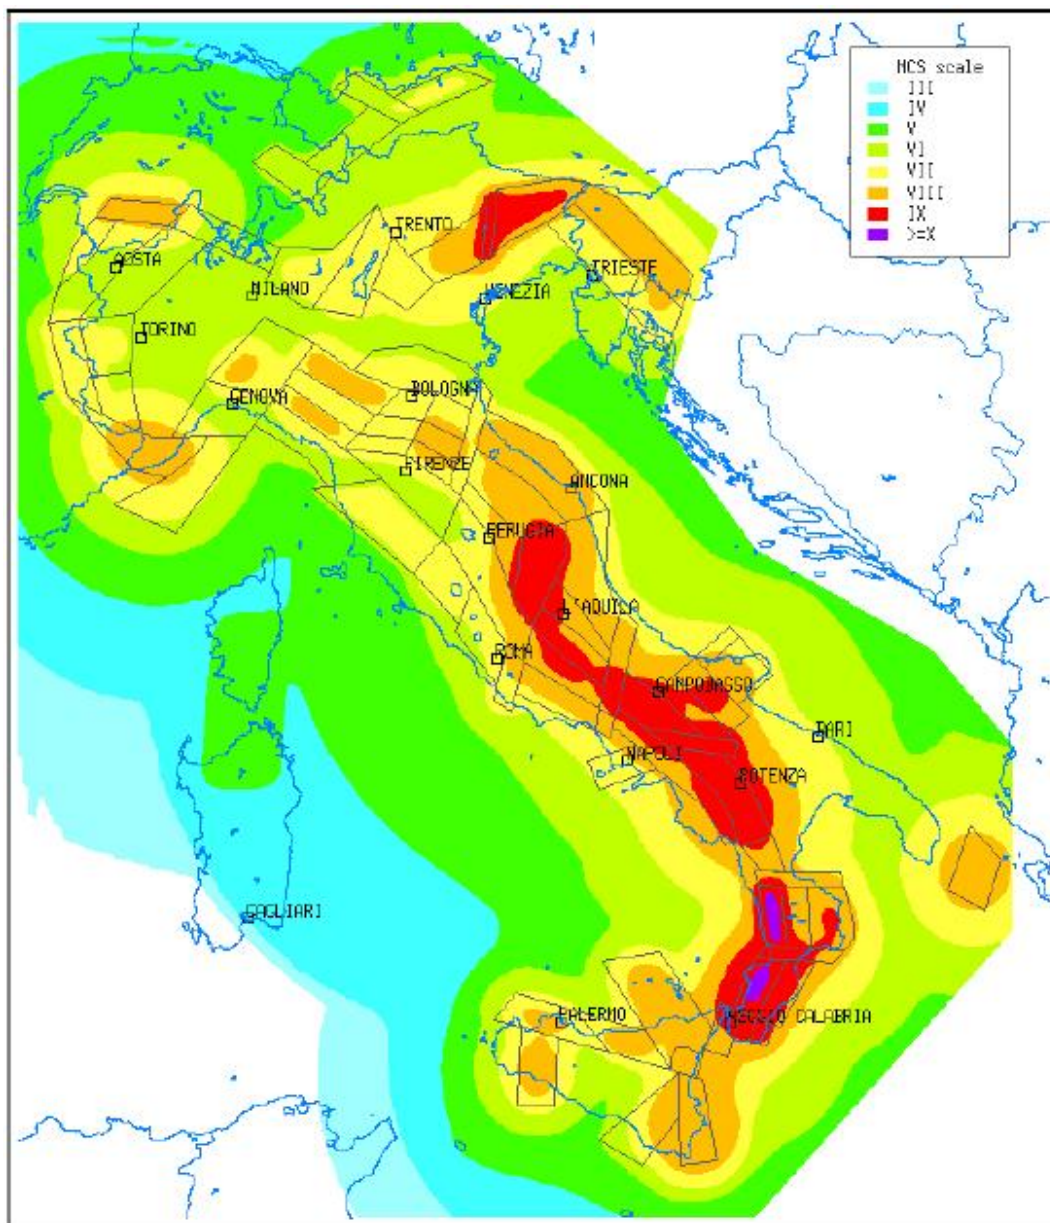 MCS scale
III
IV
V
VI
VII
VIII
IX
>=X
TRENTO
AOSTA
TRIESTE
MILANO
VENEZIA
TORINO
BOLOGNA
GENOVA
FIRENZE
ANCONA
PERUGIA
L'AQUILA
ROMA
CAMPOBASSO
BARI
NAPOLI
POTENZA
CAGLIARI
PALERMO
REGGIO CALABRIA